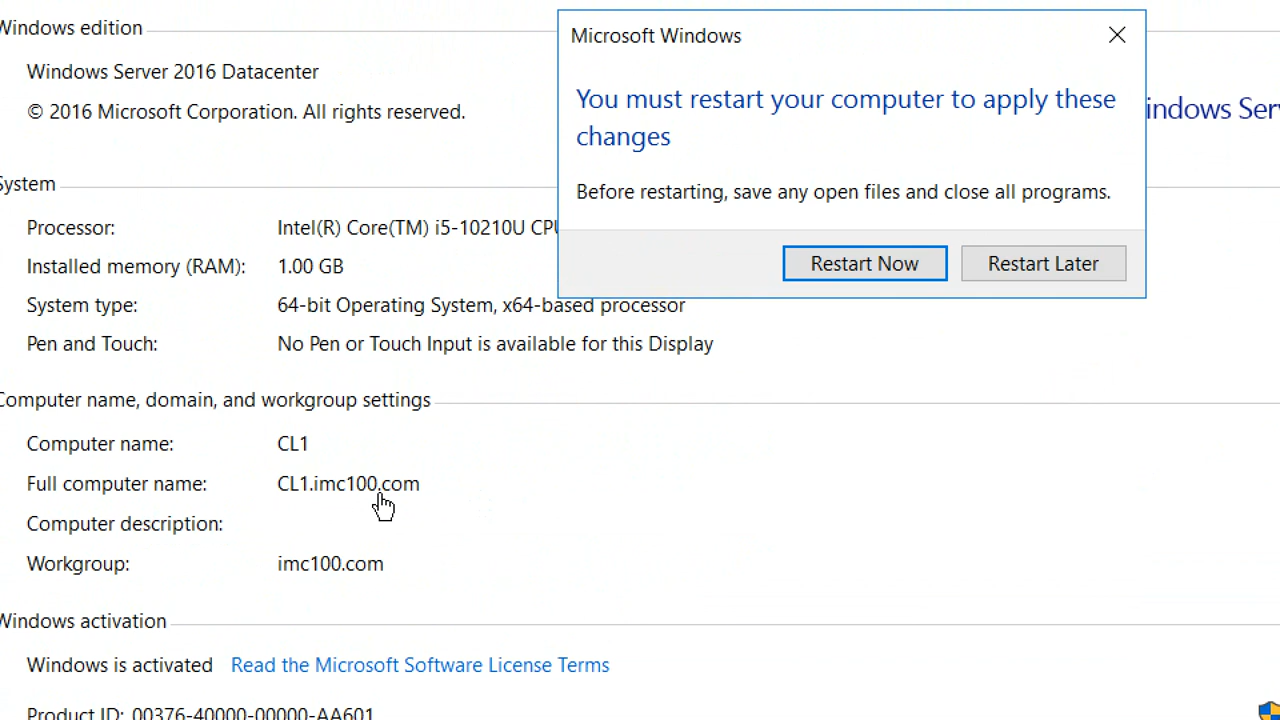 Windows edition
Windows Server 2016 Datacenter
© 2016 Microsoft Corporation. All rights reserved.
System
Processor: Intel(R) Core(TM) i5-10210U CPU
Installed memory (RAM): 1.00 GB
System type: 64-bit Operating System, x64-based processor
Pen and Touch: No Pen or Touch Input is available for this Display
Computer name, domain, and workgroup settings
Computer name: CL1
Full computer name: CL1.imc100.com
Computer description:
Workgroup: imc100.com
Windows activation
Windows is activated Read the Microsoft Software License Terms
Product ID: 00376-40000-00000-AA601
Microsoft Windows
You must restart your computer to apply these
changes
Before restarting, save any open files and close all programs.
Restart Now Restart Later
indows Ser